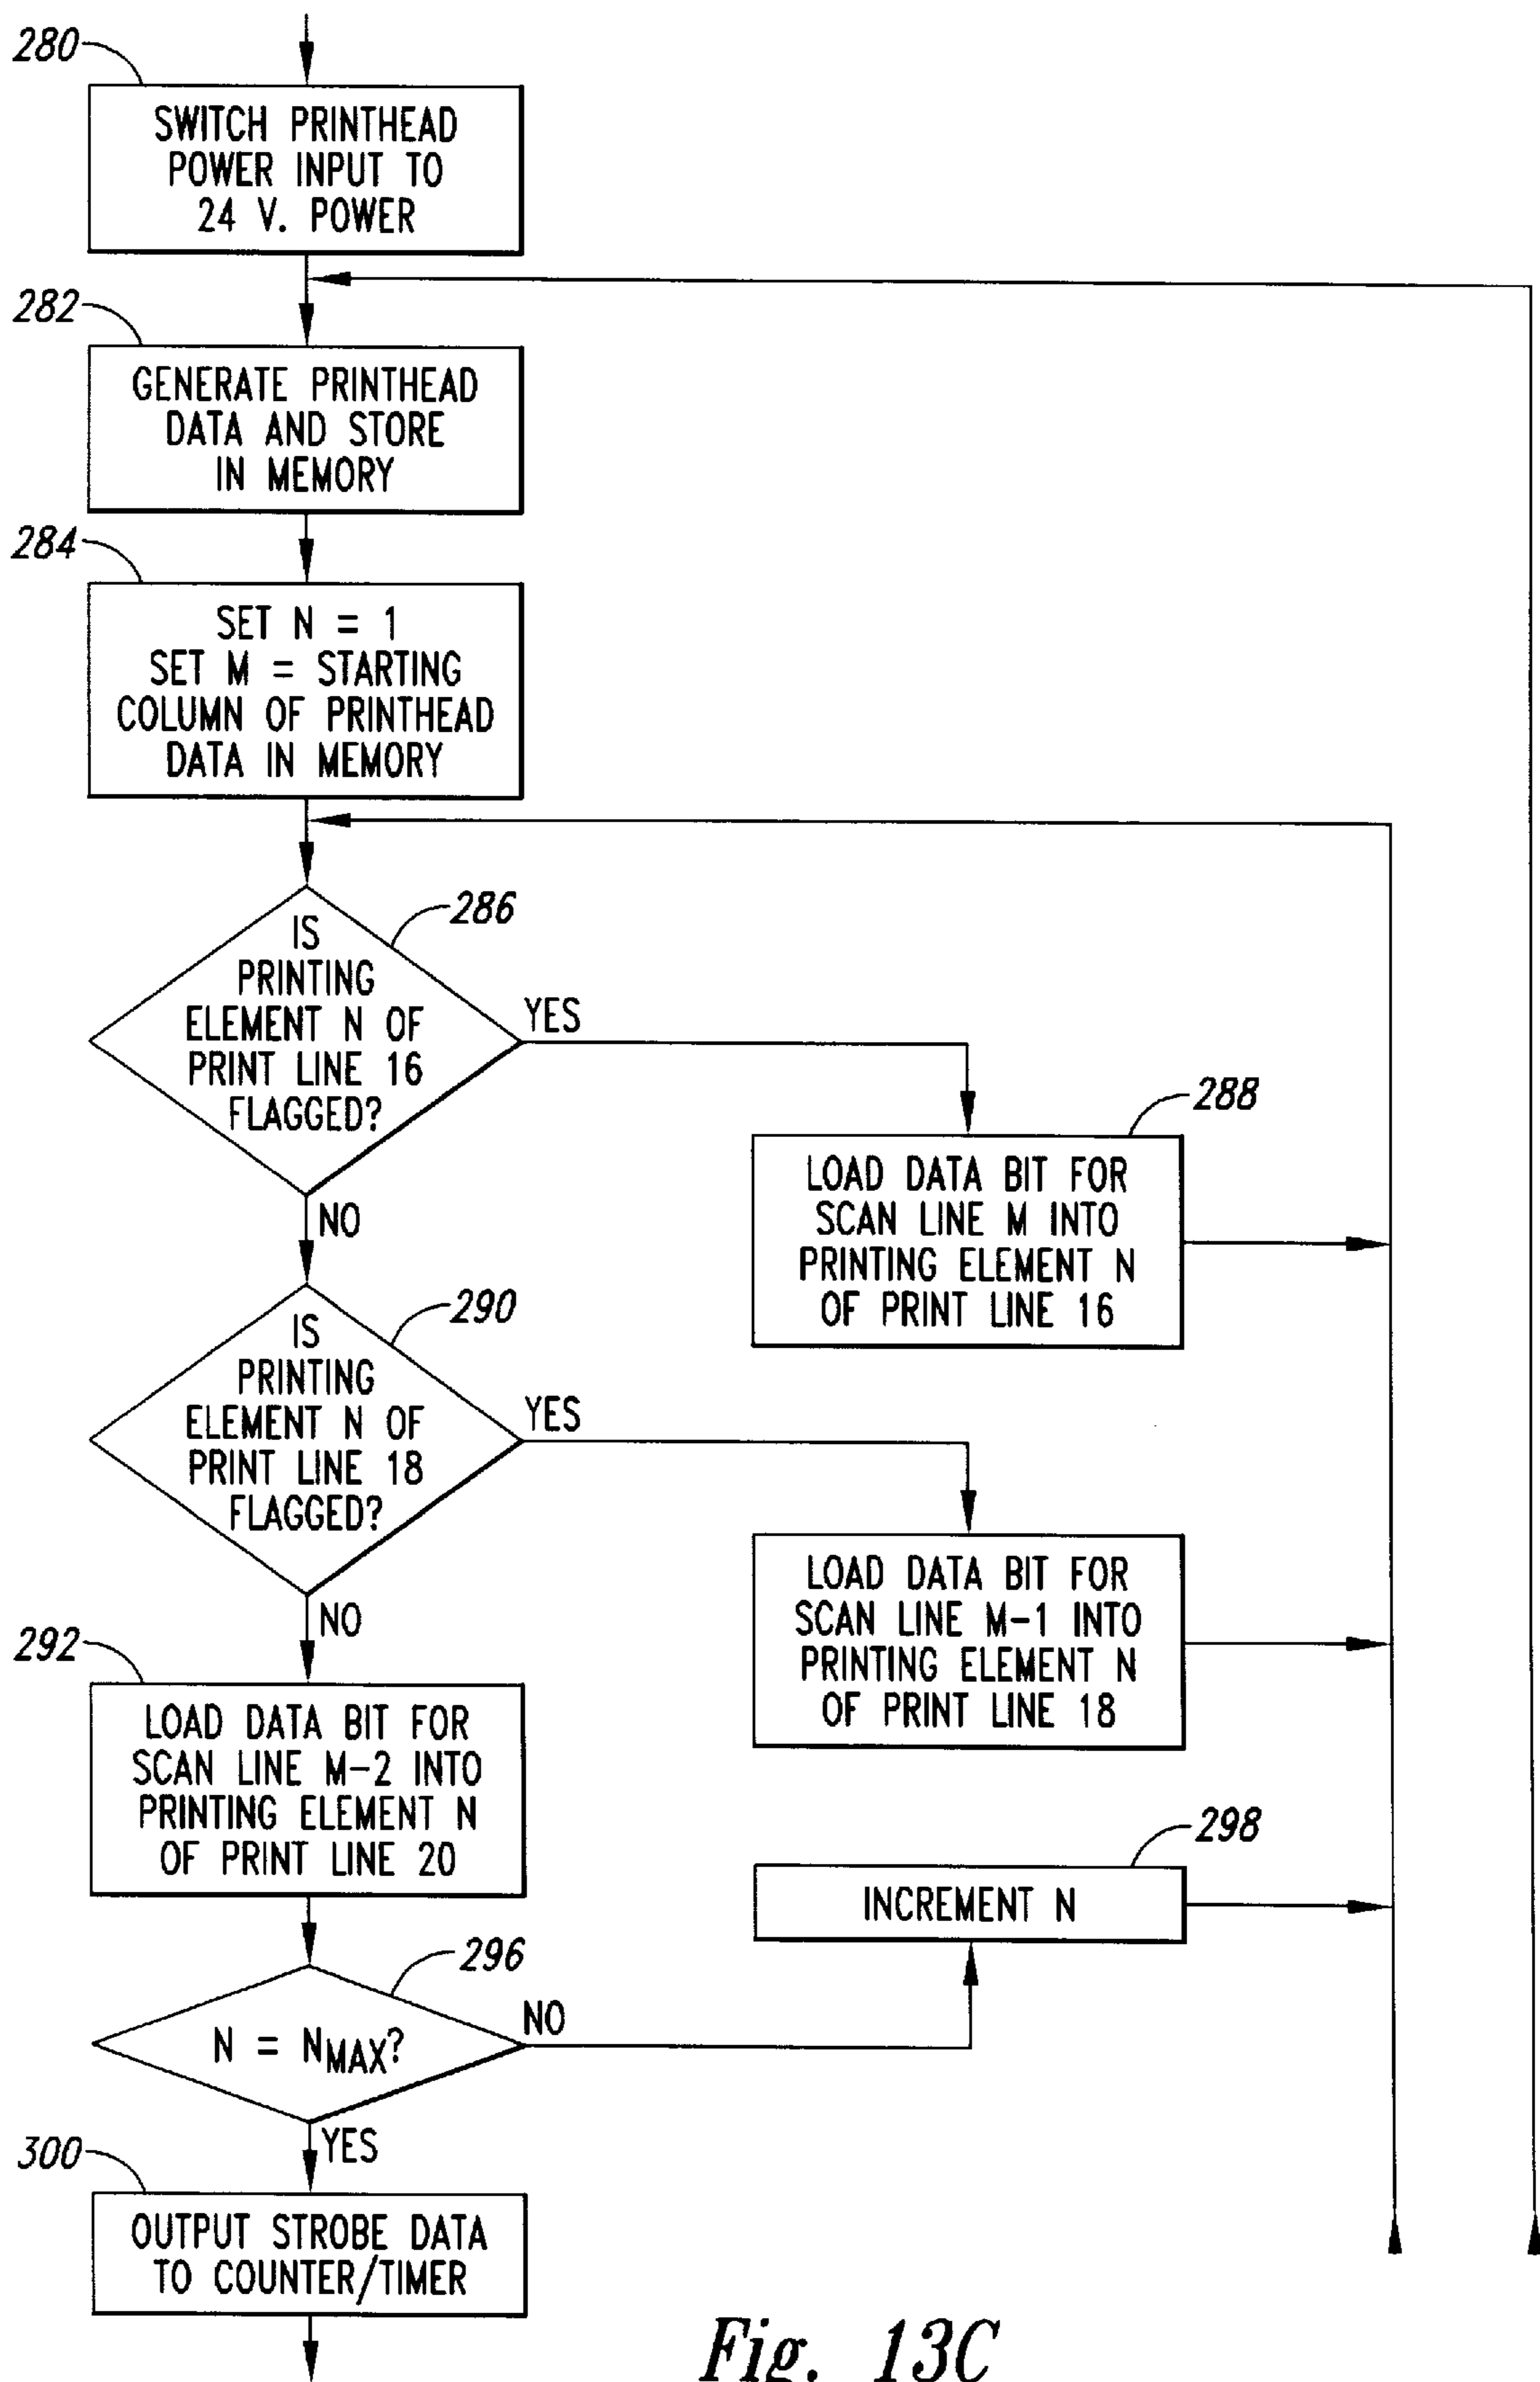 280
SWITCH PRINTHEAD
POWER INPUT TO
24 V. POWER
282
GENERATE PRINTHEAD
DATA AND STORE
IN MEMORY
284
SET N = 1
SET M = STARTING
COLUMN OF PRINTHEAD
DATA IN MEMORY
286
IS
PRINTING
ELEMENT N OF
PRINT LINE 16
FLAGGED?
YES
NO
288
LOAD DATA BIT FOR
SCAN LINE M INTO
PRINTING ELEMENT N
OF PRINT LINE 16
290
IS
PRINTING
ELEMENT N OF
PRINT LINE 18
FLAGGED?
YES
NO
LOAD DATA BIT FOR
SCAN LINE M-1 INTO
PRINTING ELEMENT N
OF PRINT LINE 18
292
LOAD DATA BIT FOR
SCAN LINE M-2 INTO
PRINTING ELEMENT N
OF PRINT LINE 20
298
INCREMENT N
296
N = NMAX?
NO
YES
300
OUTPUT STROBE DATA
TO COUNTER/TIMER
Fig. 13C